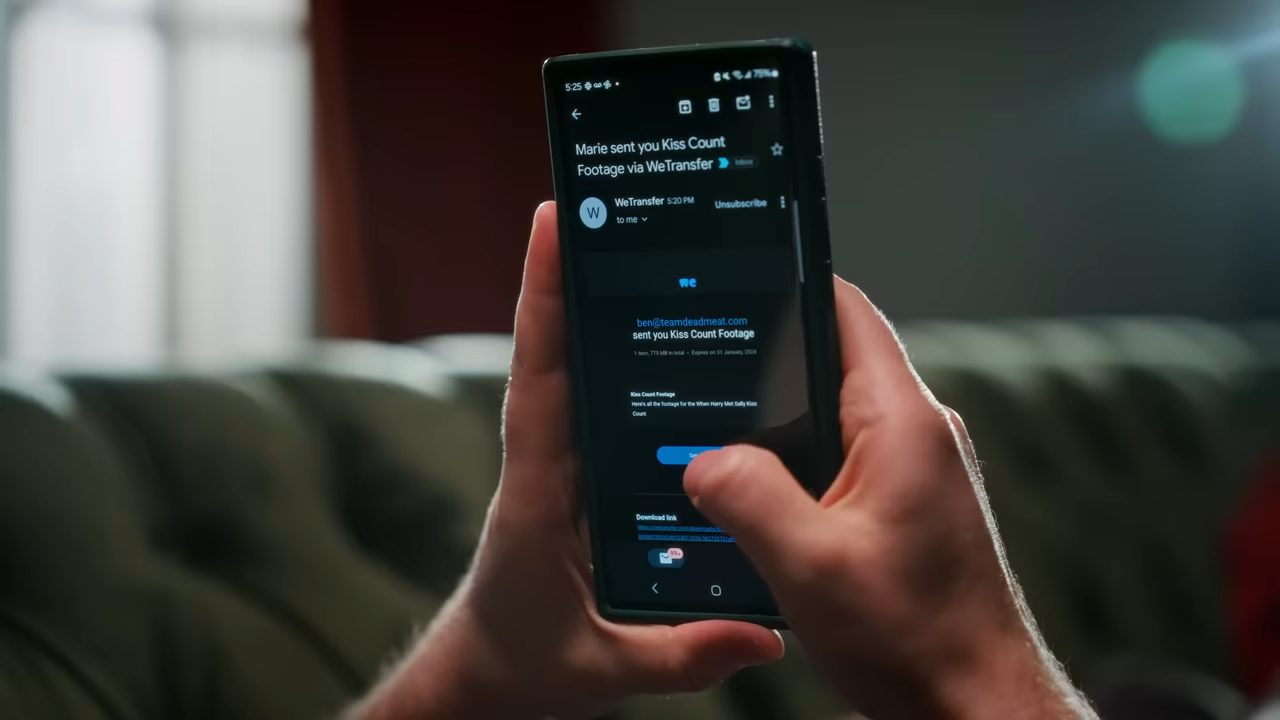 5:25
75%
Marie sent you Kiss Count
Footage via WeTransfer
Inbox
W
WeTransfer 5:20 PM
Unsubscribe
to me
we
ben@teamdeadmeat.com
sent you Kiss Count Footage
1 item, 775 MB in total • Expires on 31 January, 2024
Kiss Count Footage
Here's all the footage for the When Harry Met Sally Kiss
Count
Download link
99+